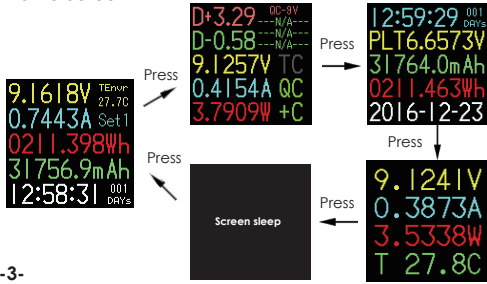 9.1618V TEnvr 27.7C
0.7443A Set1
0211.398Wh
31756.9mAh
12:58:31 001 DAYs
Press
D+3.29 QC-9V ---N/A---
D-0.58 ---N/A--- ---N/A---
9.1257V TC
0.4154A QC
3.7909W +C
Press
12:59:29 001 DAYs
PLT6.6573V
31764.0mAh
0211.463Wh
2016-12-23
Press
9.1241V
0.3873A
3.5338W
T 27.8C
Press
Screen sleep
Press
-3-